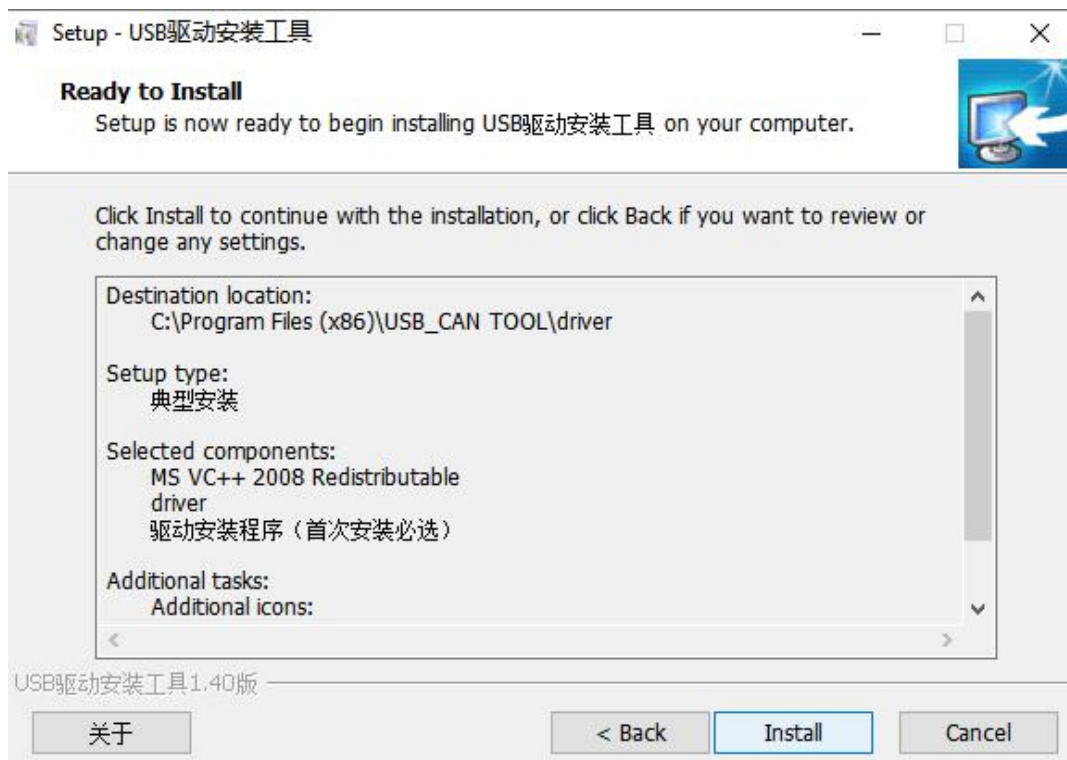 Setup - USB驱动安装工具
Ready to Install
Setup is now ready to begin installing USB驱动安装工具 on your computer.
Click Install to continue with the installation, or click Back if you want to review or
change any settings.
Destination location:
C:\Program Files (x86)\USB_CAN TOOL\driver
Setup type:
典型安装
Selected components:
MS VC++ 2008 Redistributable
driver
驱动安装程序（首次安装必选）
Additional tasks:
Additional icons:
USB驱动安装工具1.40版
关于
< Back
Install
Cancel